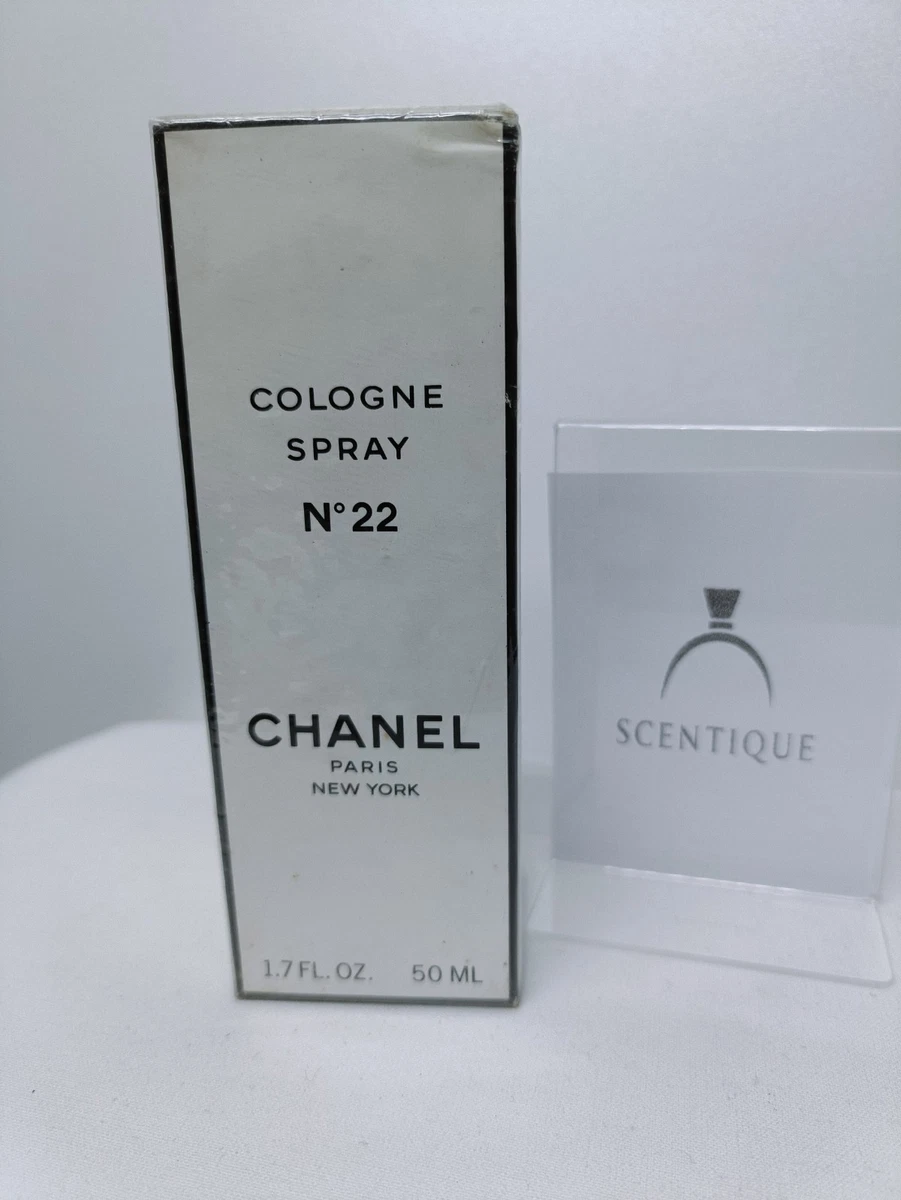 COLOGNE
SPRAY
N° 22
CHANEL
PARIS
NEW YORK
1.7 FL. OZ. 50 ML
SCENTIQUE